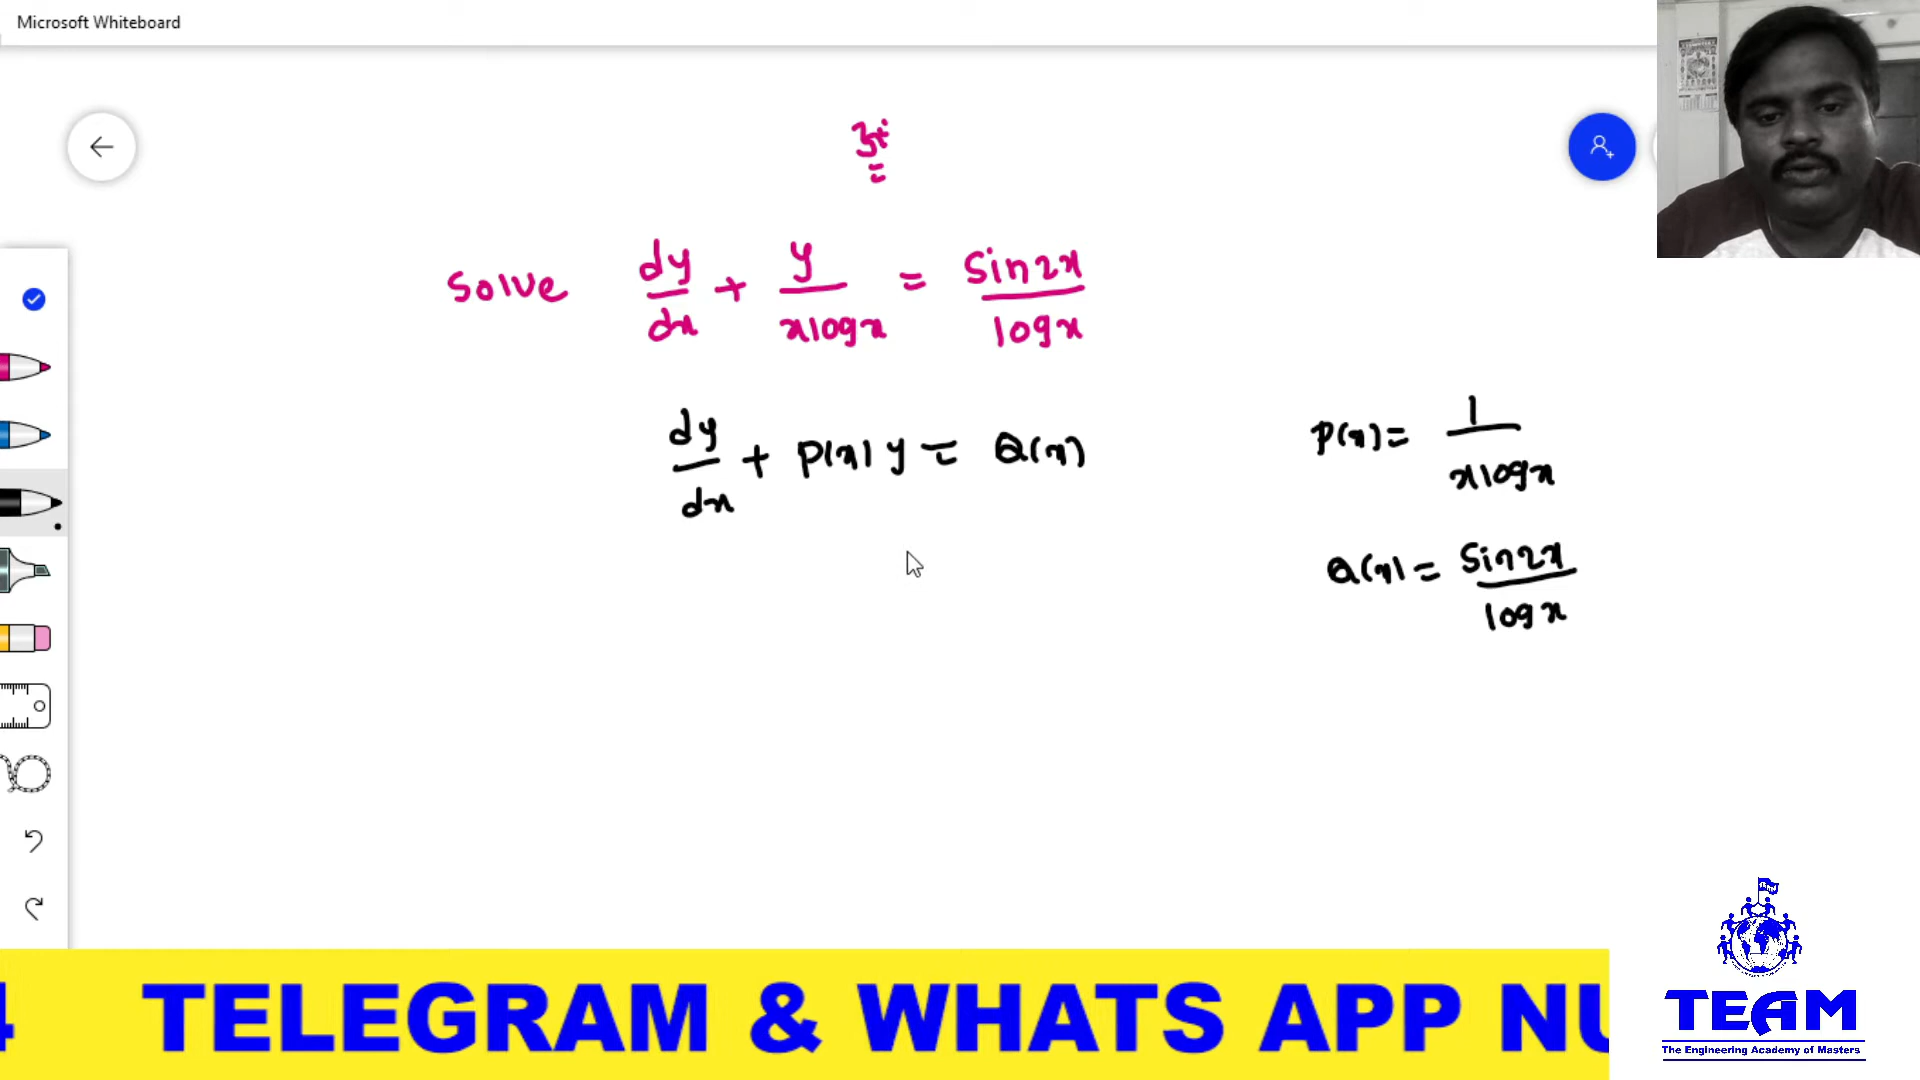 Microsoft Whiteboard
Solve dy/dx + y/xlogx = Sin2x/logx
dy/dx + P(x) y = Q(x)
P(x) = 1/xlogx
Q(x) = Sin2x/logx
4 TELEGRAM & WHATS APP NU
TEAM
The Engineering Academy of Masters